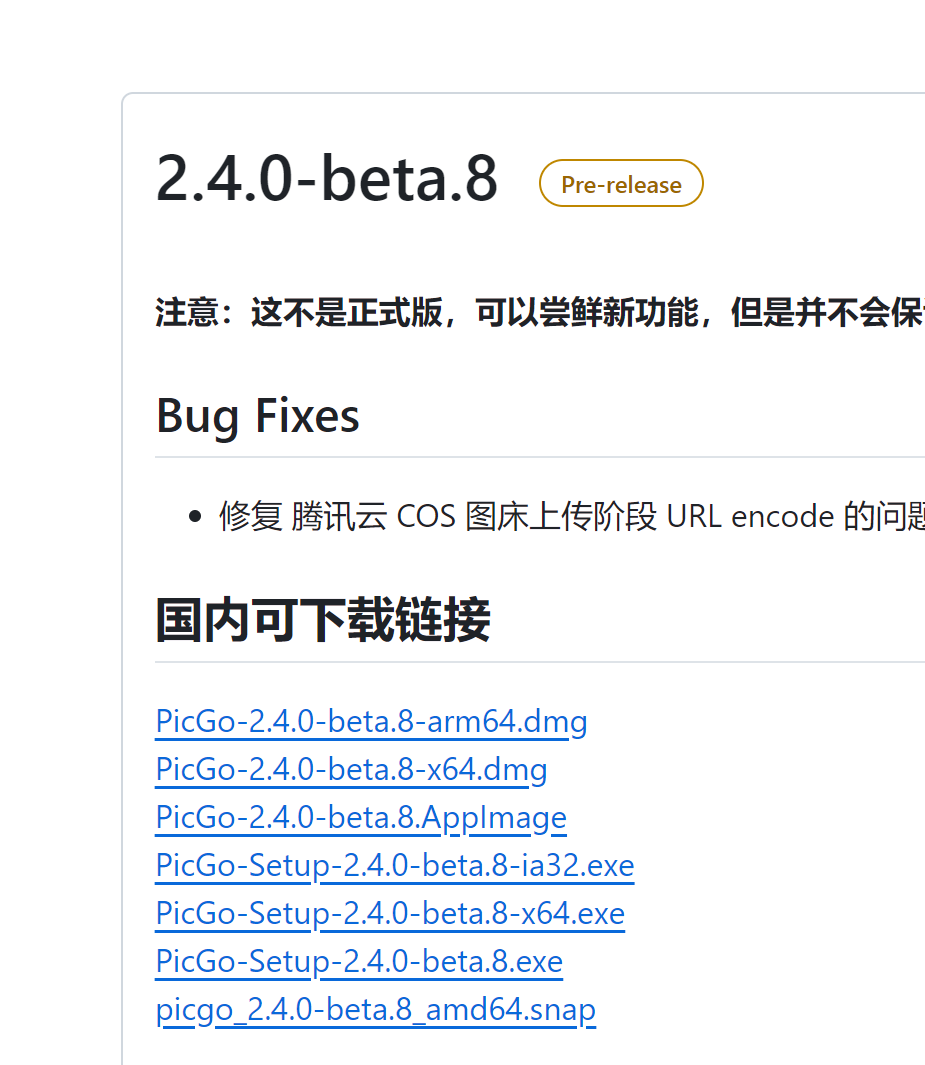 2.4.0-beta.8 Pre-release
注意：这不是正式版，可以尝鲜新功能，但是并不会保
Bug Fixes
修复 腾讯云 COS 图床上传阶段 URL encode 的问题
国内可下载链接
PicGo-2.4.0-beta.8-arm64.dmg
PicGo-2.4.0-beta.8-x64.dmg
PicGo-2.4.0-beta.8.AppImage
PicGo-Setup-2.4.0-beta.8-ia32.exe
PicGo-Setup-2.4.0-beta.8-x64.exe
PicGo-Setup-2.4.0-beta.8.exe
picgo_2.4.0-beta.8_amd64.snap